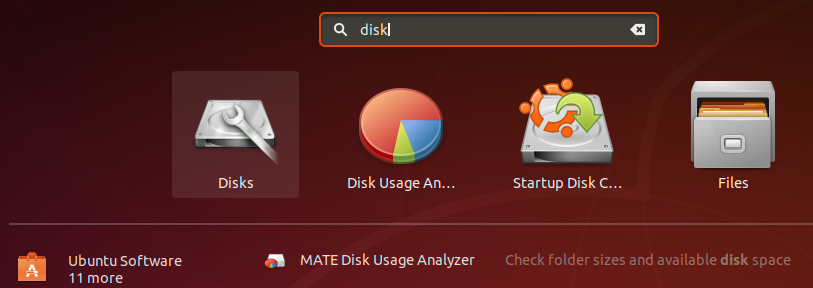 disk
Disks
Disk Usage An…
Startup Disk C…
Files
Ubuntu Software
11 more
MATE Disk Usage Analyzer
Check folder sizes and available disk space